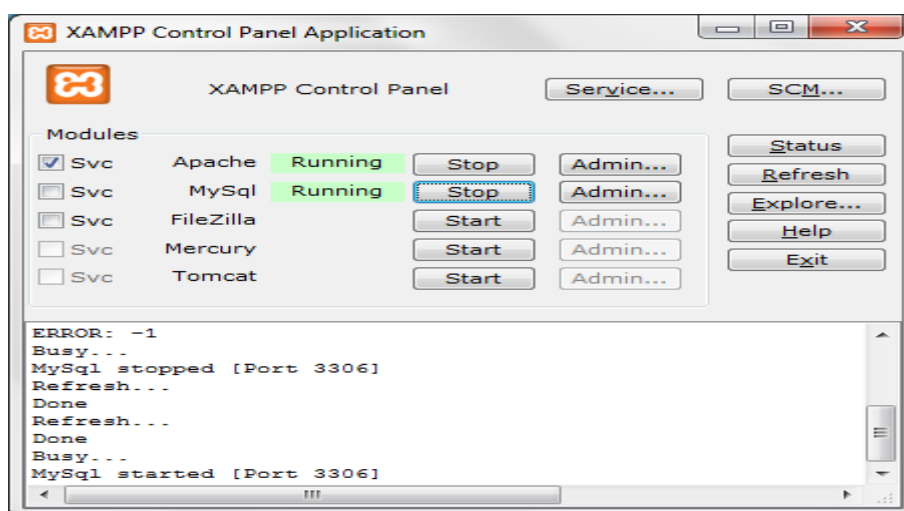 XAMPP Control Panel Application
XAMPP Control Panel Service... SCM...
Modules
Svc Apache Running Stop Admin...
Svc MySql Running Stop Admin...
Svc FileZilla Start Admin...
Svc Mercury Start Admin...
Svc Tomcat Start Admin...
Status
Refresh
Explore...
Help
Exit
ERROR: -1
Busy...
MySql stopped [Port 3306]
Refresh...
Done
Refresh...
Done
Busy...
MySql started [Port 3306]